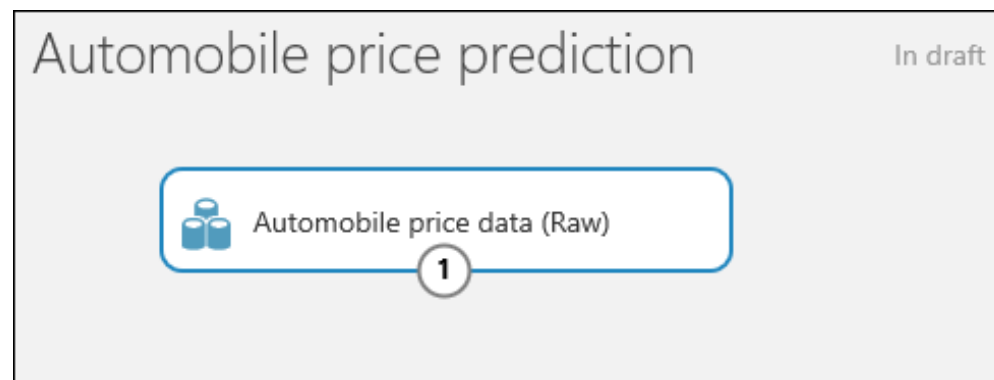 Automobile price prediction
In draft
Automobile price data (Raw)
1